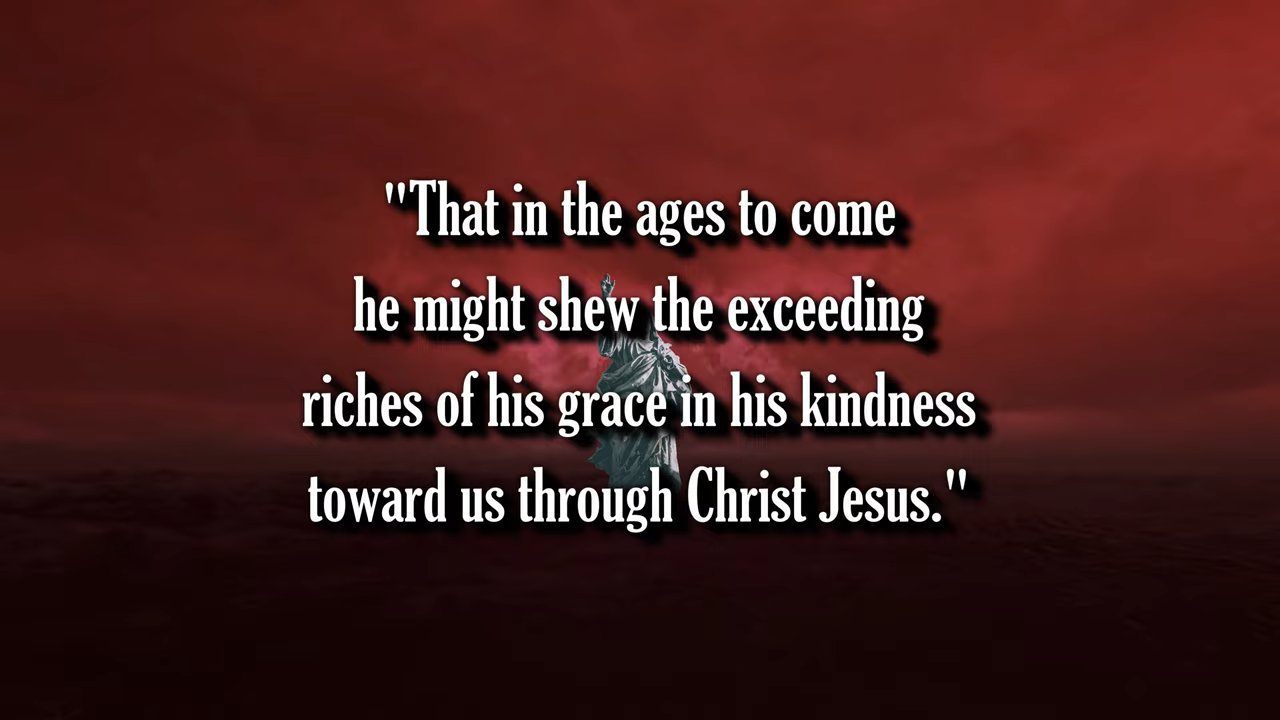 "That in the ages to come
he might shew the exceeding
riches of his grace in his kindness
toward us through Christ Jesus."